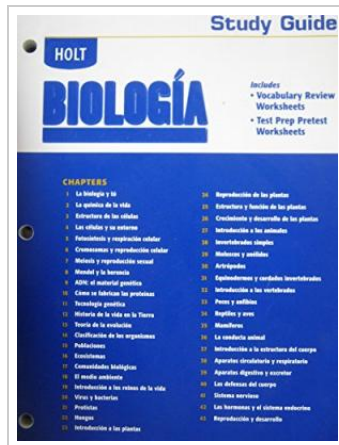 Study Guide
HOLT
BIOLOGÍA
Includes
• Vocabulary Review
Worksheets
• Test Prep Pretest
Worksheets
CHAPTERS
1 La biología y tú
2 La química de la vida
3 Estructura de las células
4 Las células y su entorno
5 Fotosíntesis y respiración celular
6 Cromosomas y reproducción celular
7 Meiosis y reproducción sexual
8 Mendel y la herencia
9 ADN: el material genético
10 Cómo se fabrican las proteínas
11 Tecnología genética
12 Historia de la vida en la Tierra
13 Teoría de la evolución
14 Clasificación de los organismos
15 Poblaciones
16 Ecosistemas
17 Comunidades biológicas
18 El medio ambiente
19 Introducción a los reinos de la vida
20 Virus y bacterias
21 Protistas
22 Hongos
23 Introducción a las plantas
24 Reproducción de las plantas
25 Estructura y función de las plantas
26 Crecimiento y desarrollo de las plantas
27 Introducción a los animales
28 Invertebrados simples
29 Moluscos y anélidos
30 Artrópodos
31 Equinodermos y cordados invertebrados
32 Introducción a los vertebrados
33 Peces y anfibios
34 Reptiles y aves
35 Mamíferos
36 La conducta animal
37 Introducción a la estructura del cuerpo
38 Aparatos circulatorio y respiratorio
39 Aparatos digestivo y excretor
40 Las defensas del cuerpo
41 Sistema nervioso
42 Las hormonas y el sistema endocrino
43 Reproducción y desarrollo